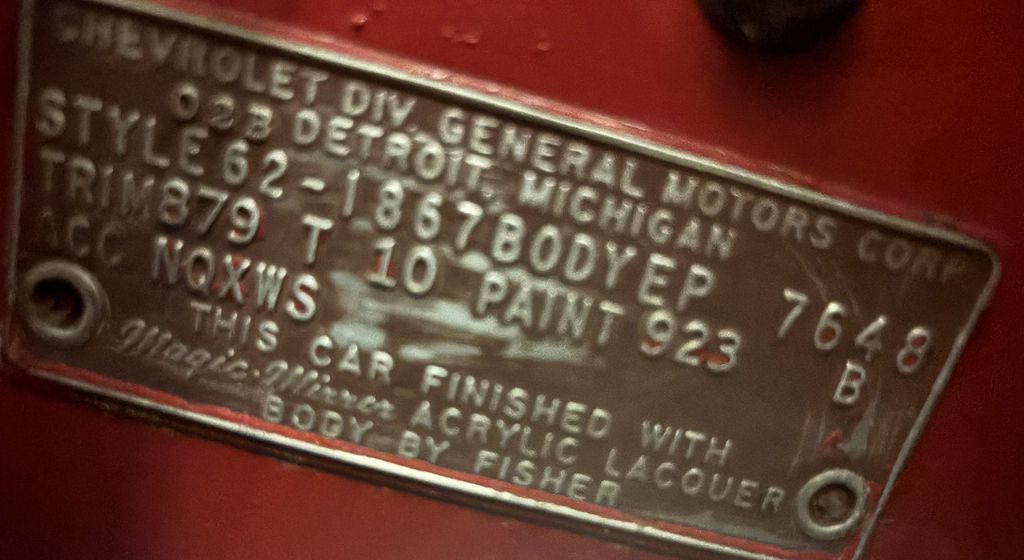 CHEVROLET DIV. GENERAL MOTORS CORP
02B DETROIT, MICHIGAN
STYLE 62-1867 BODY EP 7648
TRIM 879 T 10 PAINT 923 B
ACC NQXWS
THIS CAR FINISHED WITH
Magic-Mirror ACRYLIC LACQUER
BODY BY FISHER